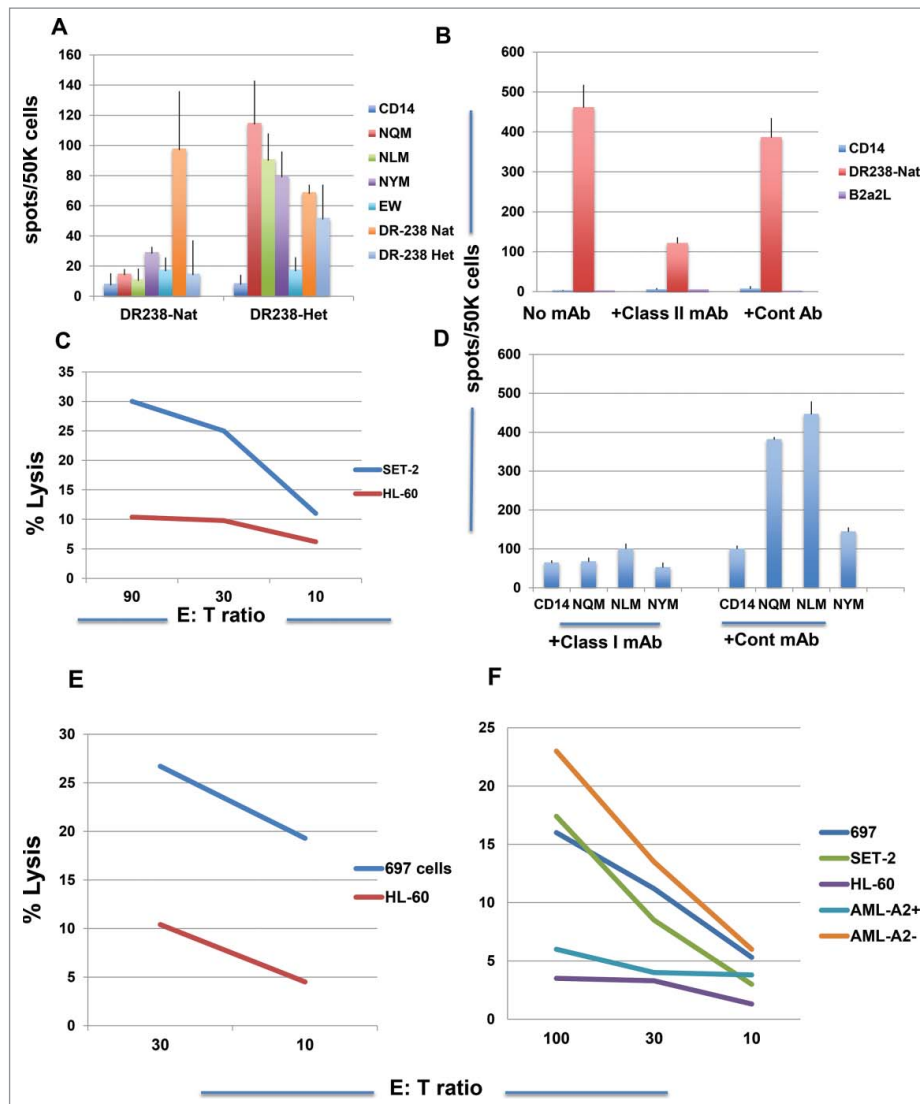 A
160
140
120
100
80
60
40
20
0
spots/50K cells
DR238-Nat DR238-Het
CD14
NQM
NLM
NYM
EW
DR-238 Nat
DR-238 Het
B
600
500
400
300
200
100
0
No mAb +Class II mAb +Cont Ab
CD14
DR238-Nat
B2a2L
spots/50K cells
C
35
30
25
20
15
10
5
0
% Lysis
90 30 10
E: T ratio
SET-2
HL-60
D
600
500
400
300
200
100
0
CD14 NQM NLM NYM CD14 NQM NLM NYM
+Class I mAb +Cont mAb
E
30
25
20
15
10
5
0
% Lysis
30 10
697 cells
HL-60
F
25
20
15
10
5
0
100 30 10
697
SET-2
HL-60
AML-A2+
AML-A2-
E: T ratio